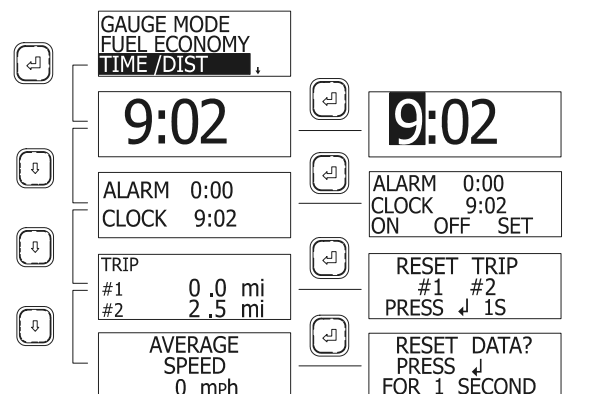 GAUGE MODE
FUEL ECONOMY
TIME /DIST
9:02
9:02
ALARM 0:00
CLOCK 9:02
ALARM 0:00
CLOCK 9:02
ON OFF SET
TRIP
#1 0.0 mi
#2 2.5 mi
RESET TRIP
#1 #2
PRESS ↲ 1S
AVERAGE
SPEED
0 mph
RESET DATA?
PRESS ↲
FOR 1 SECOND